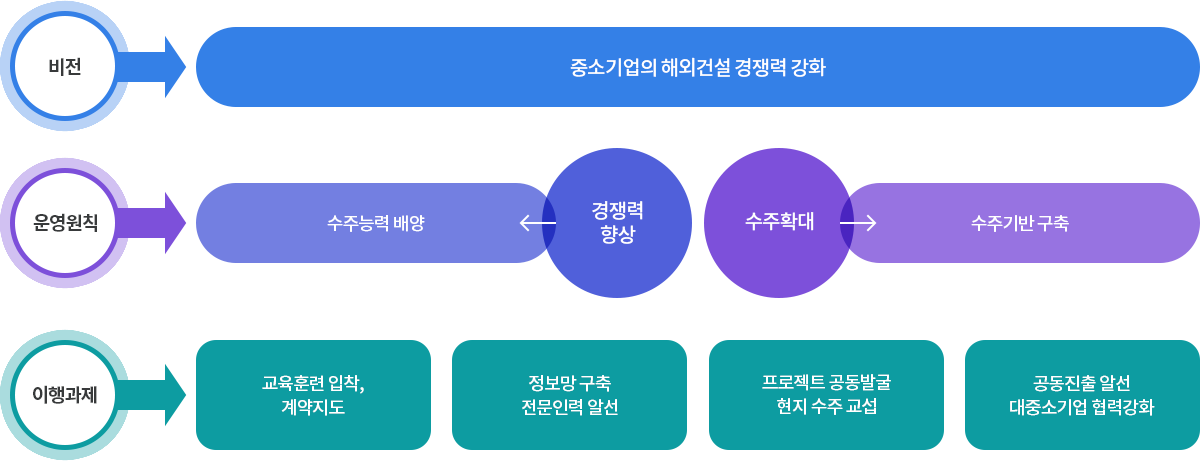 비전
중소기업의 해외건설 경쟁력 강화
운영원칙
수주능력 배양
경쟁력
향상
수주확대
수주기반 구축
이행과제
교육훈련 입착,
계약지도
정보망 구축
전문인력 알선
프로젝트 공동발굴
현지 수주 교섭
공동진출 알선
대중소기업 협력강화